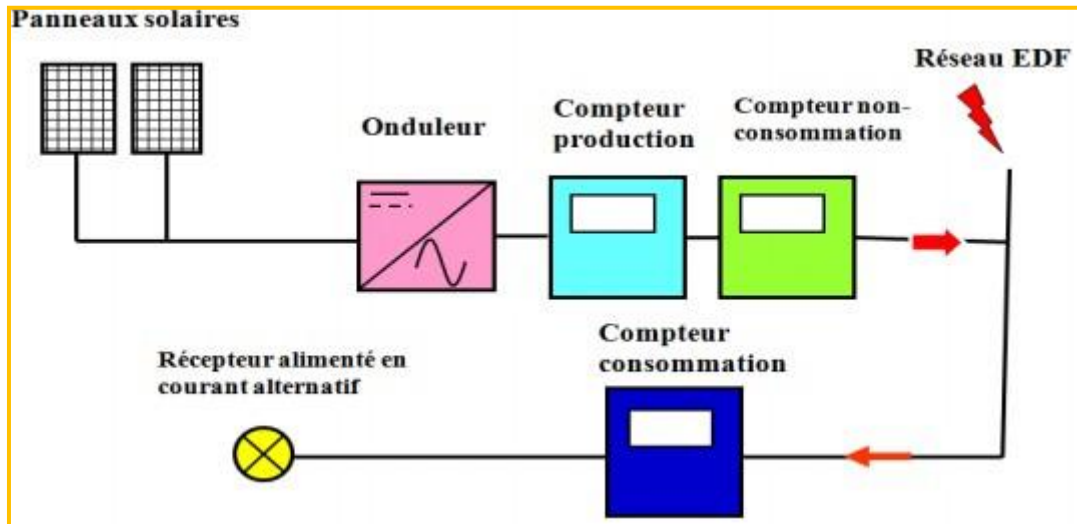 Panneaux solaires
Réseau EDF
Onduleur
Compteur
production
Compteur non-
consommation
Compteur
consommation
Récepteur alimenté en
courant alternatif